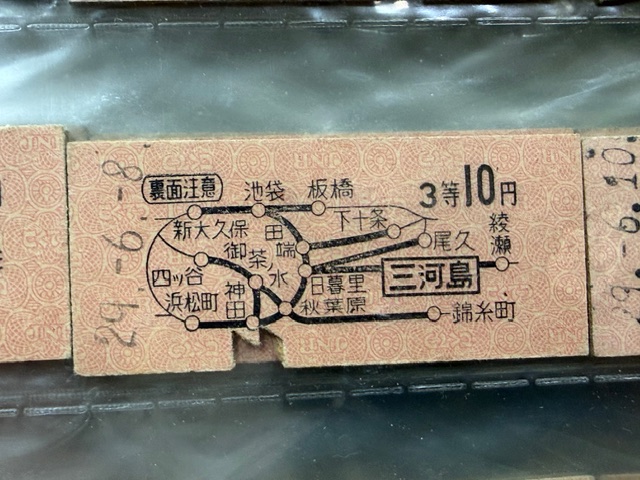 裏面注意
池袋
板橋
3等10円
新大久保
田端
下十条
尾久
綾瀬
四ッ谷
御茶ノ水
日暮里
三河島
浜松町
神田
秋葉原
錦糸町
29.-6.-8